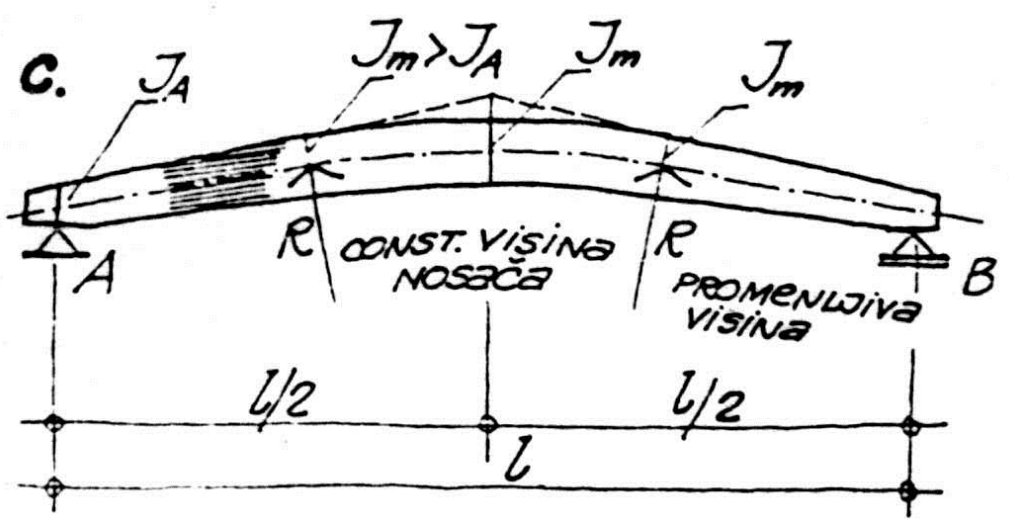 C.
J_A
J_m > J_A
J_m
J_m
R
CONST. VISINA
NOSAČA
R
PROMENLJIVA
VISINA
A
B
l/2
l/2
l